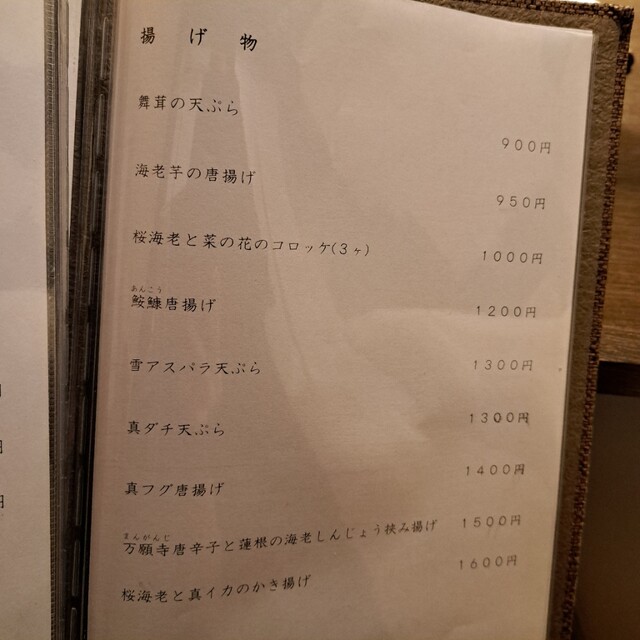 揚げ物
舞茸の天ぷら 900円
海老芋の唐揚げ 950円
桜海老と菜の花のコロッケ(3ヶ) 1000円
あんこう
鮟鱇唐揚げ 1200円
雪アスパラ天ぷら 1300円
真ダチ天ぷら 1300円
真フグ唐揚げ 1400円
まんがんじ
万願寺唐辛子と蓮根の海老しんじょう挟み揚げ 1500円
桜海老と真イカのかき揚げ 1600円